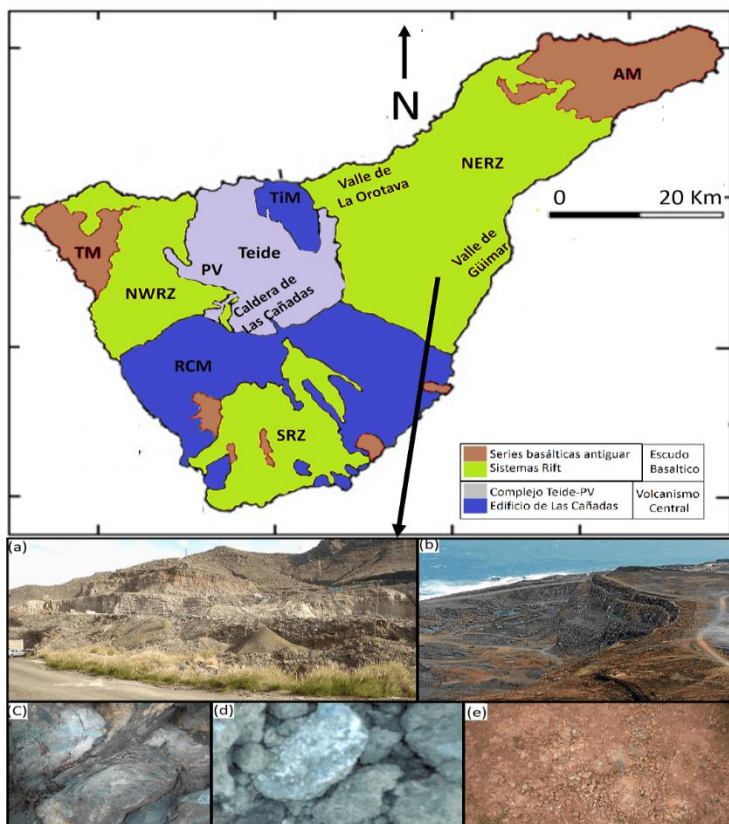 AM
N
NERZ
Valle de
La Orotava
0 20 Km
TiM
TM
Teide
PV
Valle de
Güimar
NWRZ
Caldera de
Las Cañadas
RCM
SRZ
Series basálticas antiguar
Sistemas Rift
Escudo
Basaltico
Complejo Teide-PV
Edificio de Las Cañadas
Volcanismo
Central
(a)
(b)
(C)
(d)
(e)